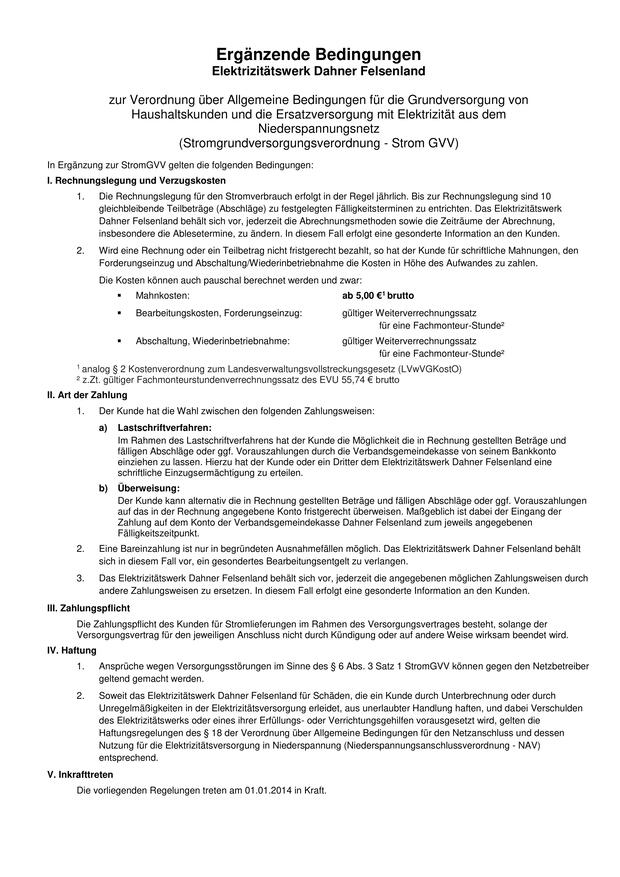 Ergänzende Bedingungen
Elektrizitätswerk Dahner Felsenland
zur Verordnung über Allgemeine Bedingungen für die Grundversorgung von
Haushaltskunden und die Ersatzversorgung mit Elektrizität aus dem
Niederspannungsnetz
(Stromgrundversorgungsverordnung - Strom GVV)
In Ergänzung zur StromGVV gelten die folgenden Bedingungen:
I. Rechnungslegung und Verzugskosten
1. Die Rechnungslegung für den Stromverbrauch erfolgt in der Regel jährlich. Bis zur Rechnungslegung sind 10
gleichbleibende Teilbeträge (Abschläge) zu festgelegten Fälligkeitsterminen zu entrichten. Das Elektrizitätswerk
Dahner Felsenland behält sich vor, jederzeit die Abrechnungsmethoden sowie die Zeiträume der Abrechnung,
insbesondere die Ablesetermine, zu ändern. In diesem Fall erfolgt eine gesonderte Information an den Kunden.
2. Wird eine Rechnung oder ein Teilbetrag nicht fristgerecht bezahlt, so hat der Kunde für schriftliche Mahnungen, den
Forderungseinzug und Abschaltung/Wiederinbetriebnahme die Kosten in Höhe des Aufwandes zu zahlen.
Die Kosten können auch pauschal berechnet werden und zwar:
▪ Mahnkosten: ab 5,00 €¹ brutto
▪ Bearbeitungskosten, Forderungseinzug: gültiger Weiterverrechnungssatz
für eine Fachmonteur-Stunde²
▪ Abschaltung, Wiederinbetriebnahme: gültiger Weiterverrechnungssatz
für eine Fachmonteur-Stunde²
¹ analog § 2 Kostenverordnung zum Landesverwaltungsvollstreckungsgesetz (LVwVGKostO)
² z.Zt. gültiger Fachmonteurstundenverrechnungssatz des EVU 55,74 € brutto
II. Art der Zahlung
1. Der Kunde hat die Wahl zwischen den folgenden Zahlungsweisen:
a) Lastschriftverfahren:
Im Rahmen des Lastschriftverfahrens hat der Kunde die Möglichkeit die in Rechnung gestellten Beträge und
fälligen Abschläge oder ggf. Vorauszahlungen durch die Verbandsgemeindekasse von seinem Bankkonto
einziehen zu lassen. Hierzu hat der Kunde oder ein Dritter dem Elektrizitätswerk Dahner Felsenland eine
schriftliche Einzugsermächtigung zu erteilen.
b) Überweisung:
Der Kunde kann alternativ die in Rechnung gestellten Beträge und fälligen Abschläge oder ggf. Vorauszahlungen
auf das in der Rechnung angegebene Konto fristgerecht überweisen. Maßgeblich ist dabei der Eingang der
Zahlung auf dem Konto der Verbandsgemeindekasse Dahner Felsenland zum jeweils angegebenen
Fälligkeitszeitpunkt.
2. Eine Bareinzahlung ist nur in begründeten Ausnahmefällen möglich. Das Elektrizitätswerk Dahner Felsenland behält
sich in diesem Fall vor, ein gesondertes Bearbeitungsentgelt zu verlangen.
3. Das Elektrizitätswerk Dahner Felsenland behält sich vor, jederzeit die angegebenen möglichen Zahlungsweisen durch
andere Zahlungsweisen zu ersetzen. In diesem Fall erfolgt eine gesonderte Information an den Kunden.
III. Zahlungspflicht
Die Zahlungspflicht des Kunden für Stromlieferungen im Rahmen des Versorgungsvertrages besteht, solange der
Versorgungsvertrag für den jeweiligen Anschluss nicht durch Kündigung oder auf andere Weise wirksam beendet wird.
IV. Haftung
1. Ansprüche wegen Versorgungsstörungen im Sinne des § 6 Abs. 3 Satz 1 StromGVV können gegen den Netzbetreiber
geltend gemacht werden.
2. Soweit das Elektrizitätswerk Dahner Felsenland für Schäden, die ein Kunde durch Unterbrechung oder durch
Unregelmäßigkeiten in der Elektrizitätsversorgung erleidet, aus unerlaubter Handlung haften, und dabei Verschulden
des Elektrizitätswerks oder eines ihrer Erfüllungs- oder Verrichtungsgehilfen vorausgesetzt wird, gelten die
Haftungsregelungen des § 18 der Verordnung über Allgemeine Bedingungen für den Netzanschluss und dessen
Nutzung für die Elektrizitätsversorgung in Niederspannung (Niederspannungsanschlussverordnung - NAV)
entsprechend.
V. Inkrafttreten
Die vorliegenden Regelungen treten am 01.01.2014 in Kraft.